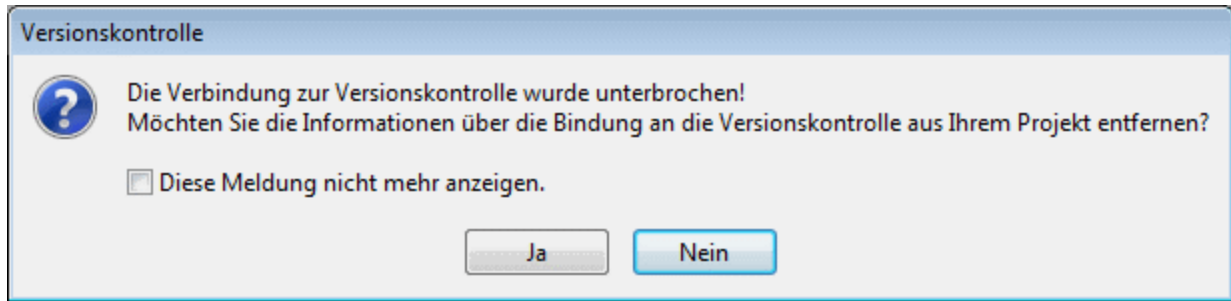 Versionskontrolle
Die Verbindung zur Versionskontrolle wurde unterbrochen!
Möchten Sie die Informationen über die Bindung an die Versionskontrolle aus Ihrem Projekt entfernen?
Diese Meldung nicht mehr anzeigen.
Ja
Nein